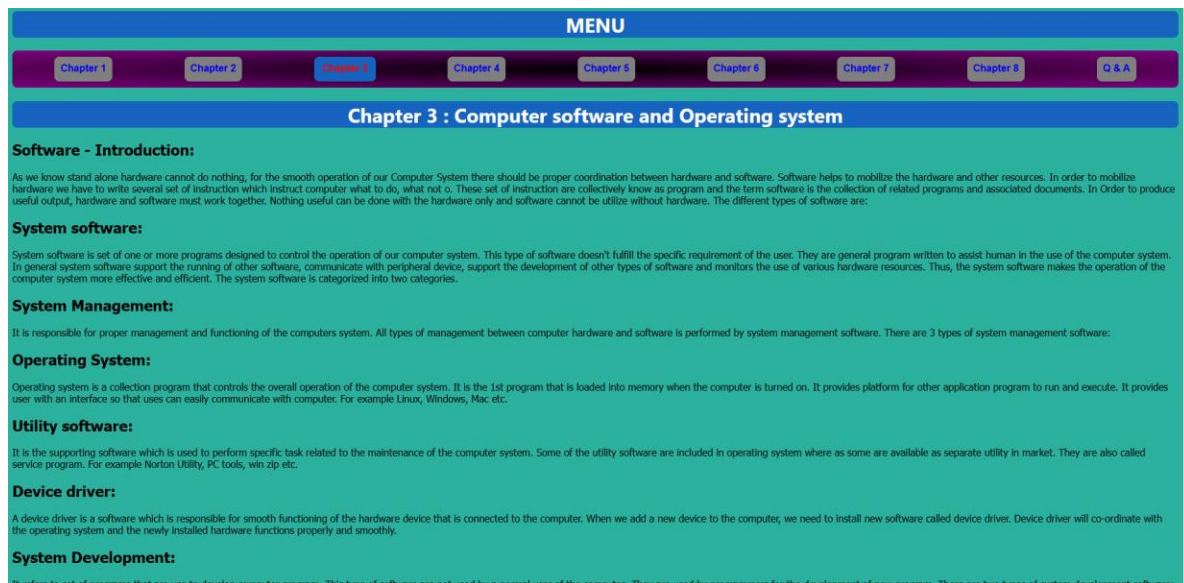 MENU
Chapter 1
Chapter 2
Chapter 3
Chapter 4
Chapter 5
Chapter 6
Chapter 7
Chapter 8
Q & A
Chapter 3 : Computer software and Operating system
Software - Introduction:
As we know stand alone hardware cannot do nothing, for the smooth operation of our Computer System there should be proper coordination between hardware and software. Software helps to mobilize the hardware and other resources. In order to mobilize
hardware we have to write several set of instruction which instruct computer what to do, what not o. These set of instruction are collectively know as program and the term software is the collection of related programs and associated documents. In Order to produce
useful output, hardware and software must work together. Nothing useful can be done with the hardware only and software cannot be utilize without hardware. The different types of software are:
System software:
System software is set of one or more programs designed to control the operation of our computer system. This type of software doesn't fulfill the specific requirement of the user. They are general program written to assist human in the use of the computer system.
In general system software support the running of other software, communicate with peripheral device, support the development of other types of software and monitors the use of various hardware resources. Thus, the system software makes the operation of the
computer system more effective and efficient. The system software is categorized into two categories.
System Management:
It is responsible for proper management and functioning of the computers system. All types of management between computer hardware and software is performed by system management software. There are 3 types of system management software:
Operating System:
Operating system is a collection program that controls the overall operation of the computer system. It is the 1st program that is loaded into memory when the computer is turned on. It provides platform for other application program to run and execute. It provides
user with an interface so that uses can easily communicate with computer. For example Linux, Windows, Mac etc.
Utility software:
It is the supporting software which is used to perform specific task related to the maintenance of the computer system. Some of the utility software are included in operating system where as some are available as separate utility in market. They are also called
service program. For example Norton Utility, PC tools, win zip etc.
Device driver:
A device driver is a software which is responsible for smooth functioning of the hardware device that is connected to the computer. When we add a new device to the computer, we need to install new software called device driver. Device driver will co-ordinate with
the operating system and the newly installed hardware functions properly and smoothly.
System Development: